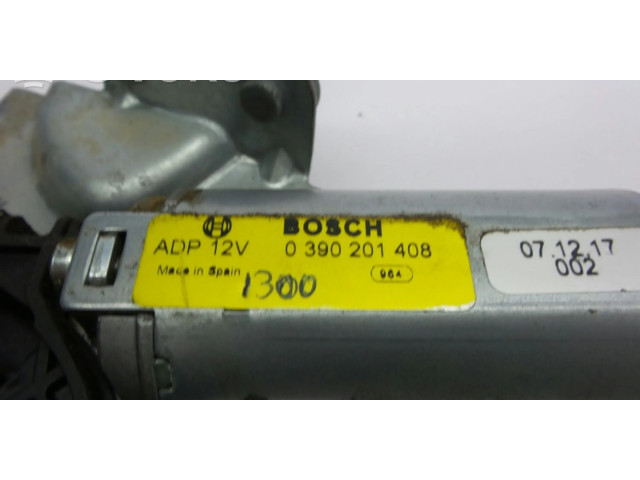 BOSCH
ADP 12V 0 390 201 408
Made in Spain 964
1300
07.12.17
002